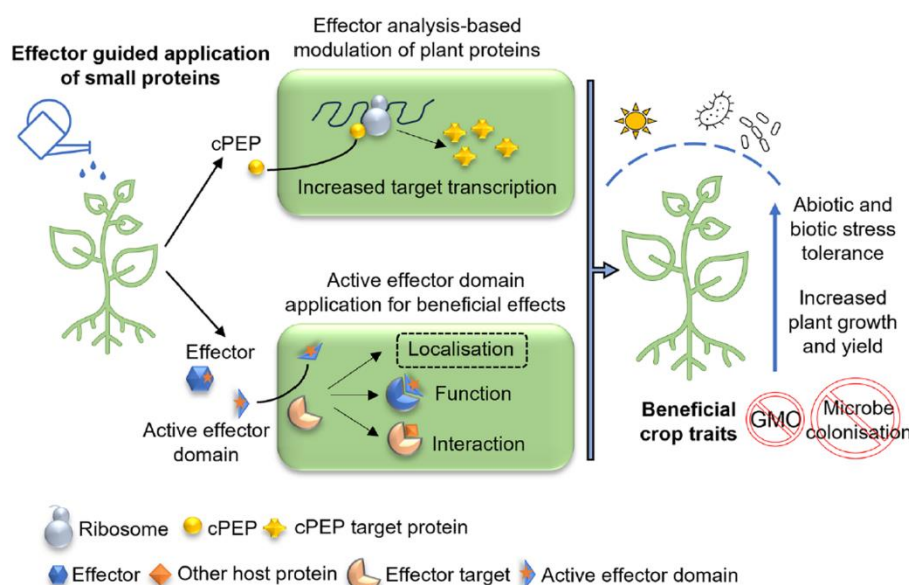 Effector guided application
of small proteins
Effector analysis-based
modulation of plant proteins
cPEP
Increased target transcription
Active effector domain
application for beneficial effects
Effector
Active effector
domain
Localisation
Function
Interaction
Abiotic and
biotic stress
tolerance
Increased
plant growth
and yield
Beneficial
crop traits
GMO
Microbe
colonisation
Ribosome cPEP cPEP target protein
Effector Other host protein Effector target Active effector domain